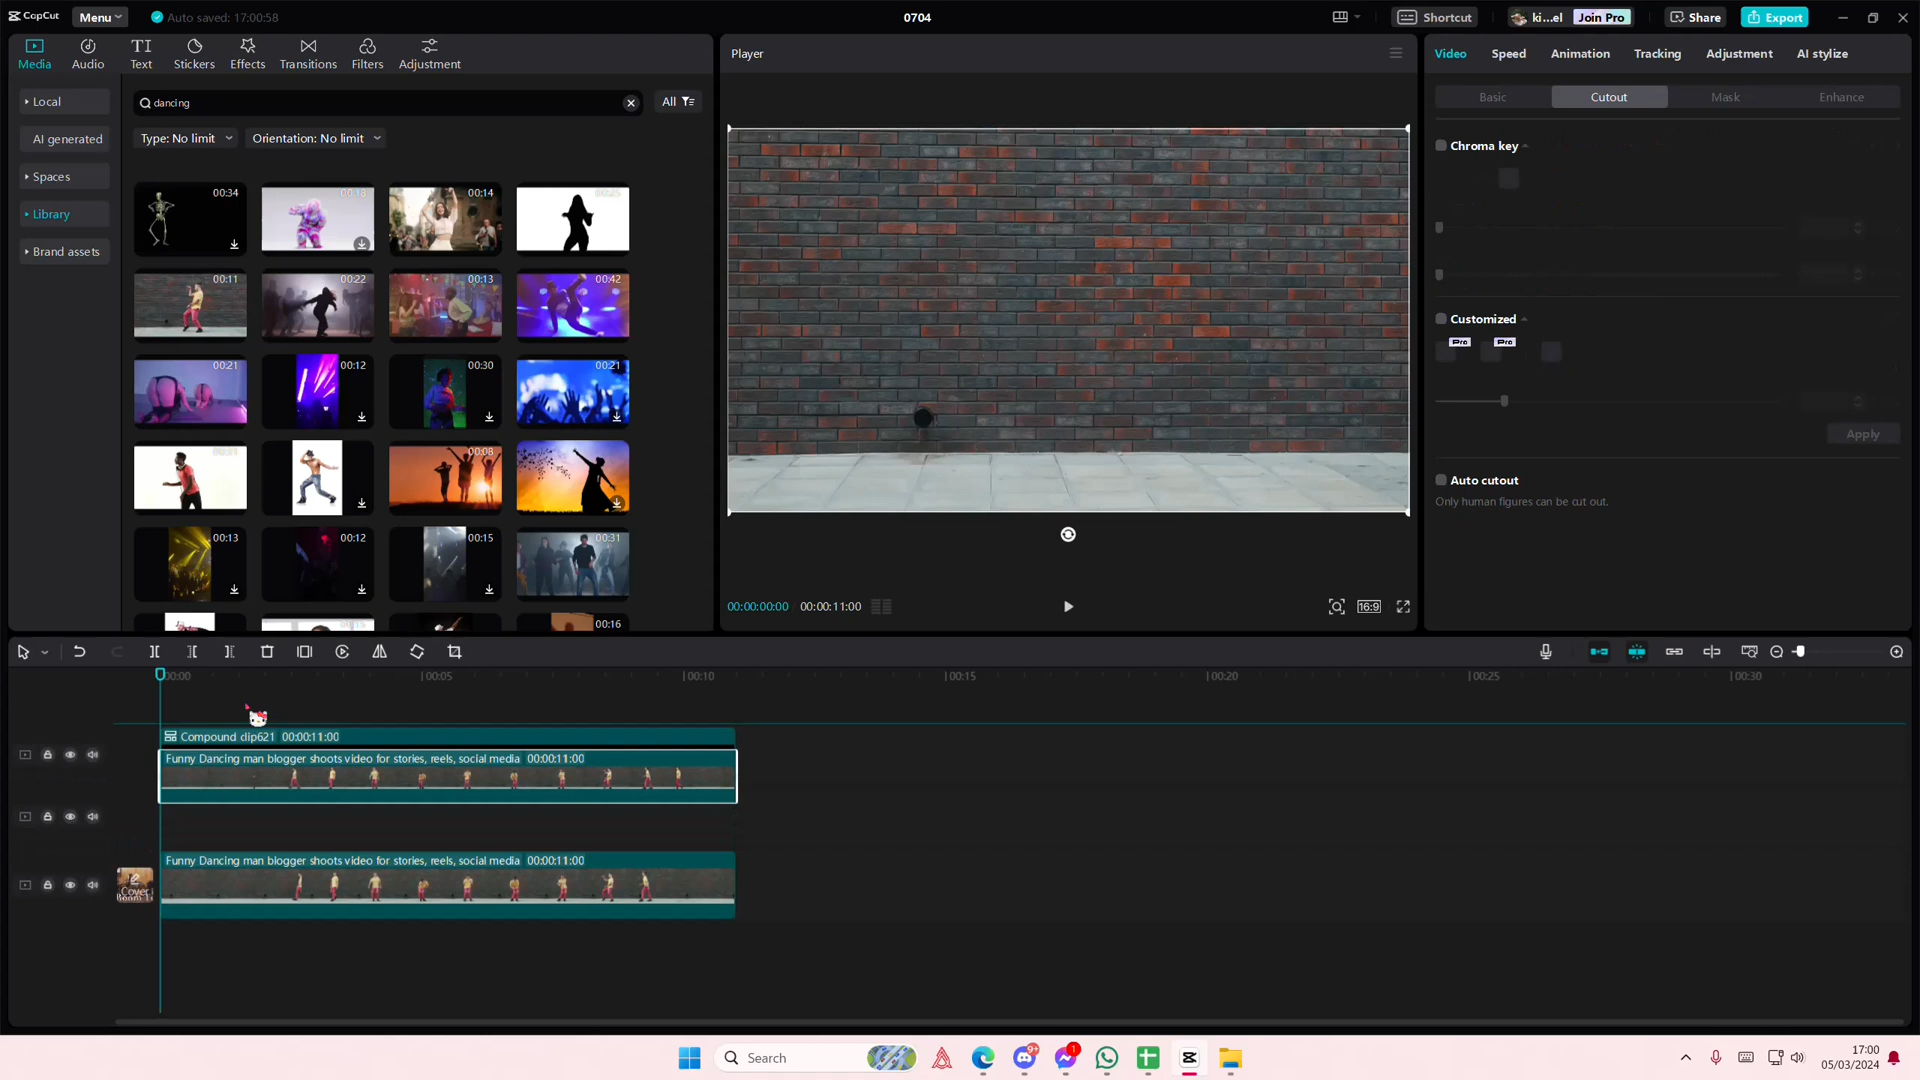 CapCut
Menu
Auto saved: 17:00:58
0704
Shortcut
ki...el
Join Pro
Share
Export
Media
Audio
Text
Stickers
Effects
Transitions
Filters
Adjustment
Local
AI generated
Spaces
Library
Brand assets
dancing
All
Type: No limit
Orientation: No limit
00:34
00:14
00:11
00:22
00:13
00:42
00:21
00:12
00:30
00:21
00:08
00:13
00:12
00:15
00:31
00:16
Player
00:00:00:00
00:00:11:00
16:9
Video
Speed
Animation
Tracking
Adjustment
AI stylize
Basic
Cutout
Mask
Enhance
Chroma key
Customized
Pro
Pro
Apply
Auto cutout
Only human figures can be cut out.
00:00
00:05
00:10
00:15
00:20
00:25
00:30
Compound clip621 00:00:11:00
Funny Dancing man blogger shoots video for stories, reels, social media 00:00:11:00
Funny Dancing man blogger shoots video for stories, reels, social media 00:00:11:00
Cover
Search
9+
1
17:00
05/03/2024